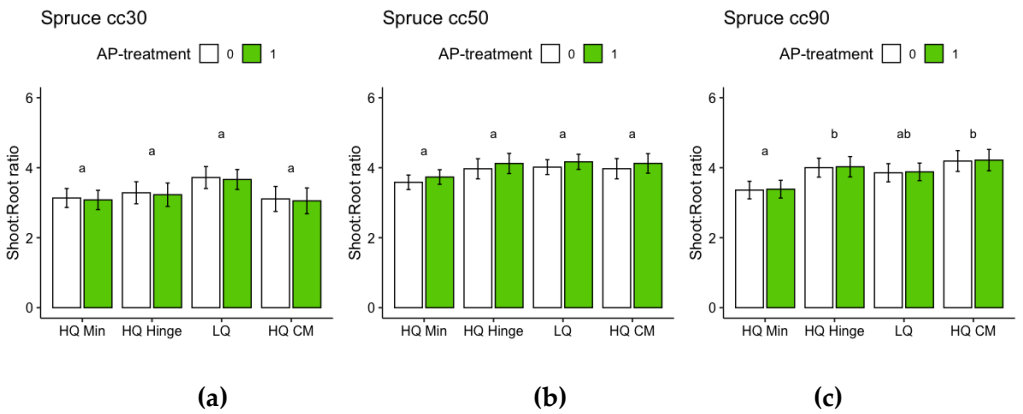 Spruce cc30
AP-treatment 0 1
Shoot:Root ratio
6
4
2
0
a
a
a
a
HQ Min HQ Hinge LQ HQ CM
(a)
Spruce cc50
AP-treatment 0 1
Shoot:Root ratio
6
4
2
0
a
a
a
a
HQ Min HQ Hinge LQ HQ CM
(b)
Spruce cc90
AP-treatment 0 1
Shoot:Root ratio
6
4
2
0
a
b
ab
b
HQ Min HQ Hinge LQ HQ CM
(c)